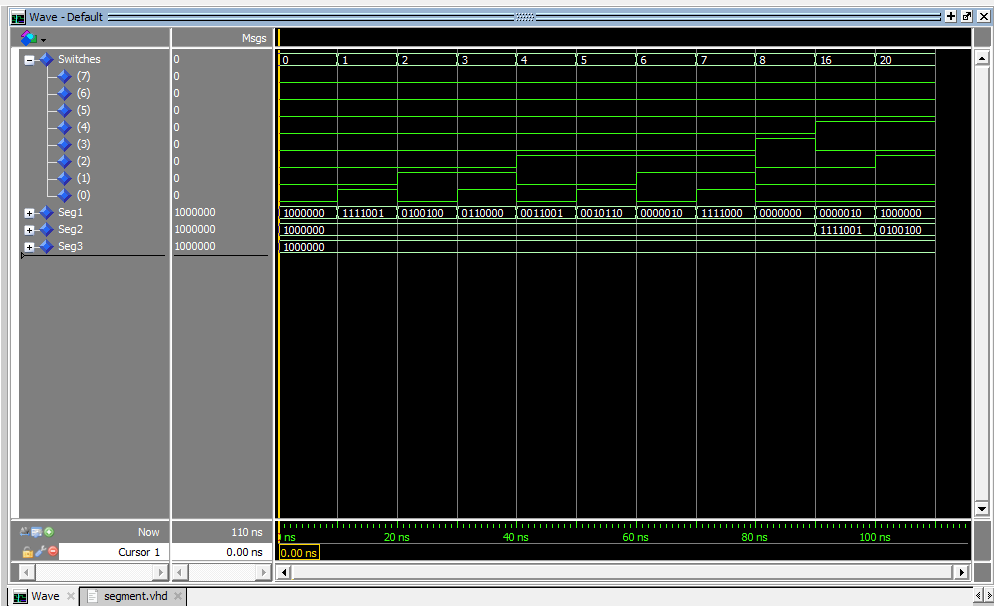 Wave - Default
Msgs
Switches 0 0 1 2 3 4 5 6 7 8 16 20
(7) 0
(6) 0
(5) 0
(4) 0
(3) 0
(2) 0
(1) 0
(0) 0
Seg1 1000000 1000000 1111001 0100100 0110000 0011001 0010110 0000010 1111000 0000000 0000010 1000000
Seg2 1000000 1000000 1111001 0100100
Seg3 1000000 1000000
Now 110 ns ns 20 ns 40 ns 60 ns 80 ns 100 ns
Cursor 1 0.00 ns 0.00 ns
Wave segment.vhd